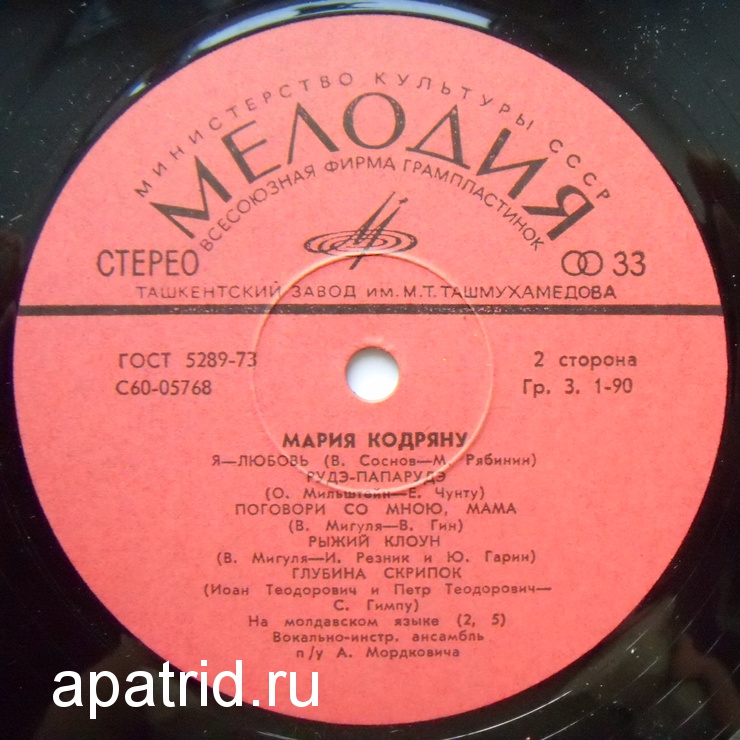 МИНИСТЕРСТВО КУЛЬТУРЫ СССР
МЕЛОДИЯ
ВСЕСОЮЗНАЯ ФИРМА ГРАМПЛАСТИНОК
СТЕРЕО 33
ТАШКЕНТСКИЙ ЗАВОД ИМ. М.Т. ТАШМУХАМЕДОВА
ГОСТ 5289-73 2 сторона
С60-05768 Гр. 3. 1-90
МАРИЯ КОДРЯНУ
Я—ЛЮБОВЬ (В. Соснов—М. Рябинин)
РУДЭ-ПАПАРУДЭ
(О. Мильштейн—Е. Чунту)
ПОГОВОРИ СО МНОЮ, МАМА
(В. Мигуля—В. Гин)
РЫЖИЙ КЛОУН
(В. Мигуля—И. Резник и Ю. Гарин)
ГЛУБИНА СКРИПОК
(Иоан Теодорович и Петр Теодорович—
С. Гимпу)
На молдавском языке (2, 5)
Вокально-инстр. ансамбль
п/у А. Мордковича
apatrid.ru